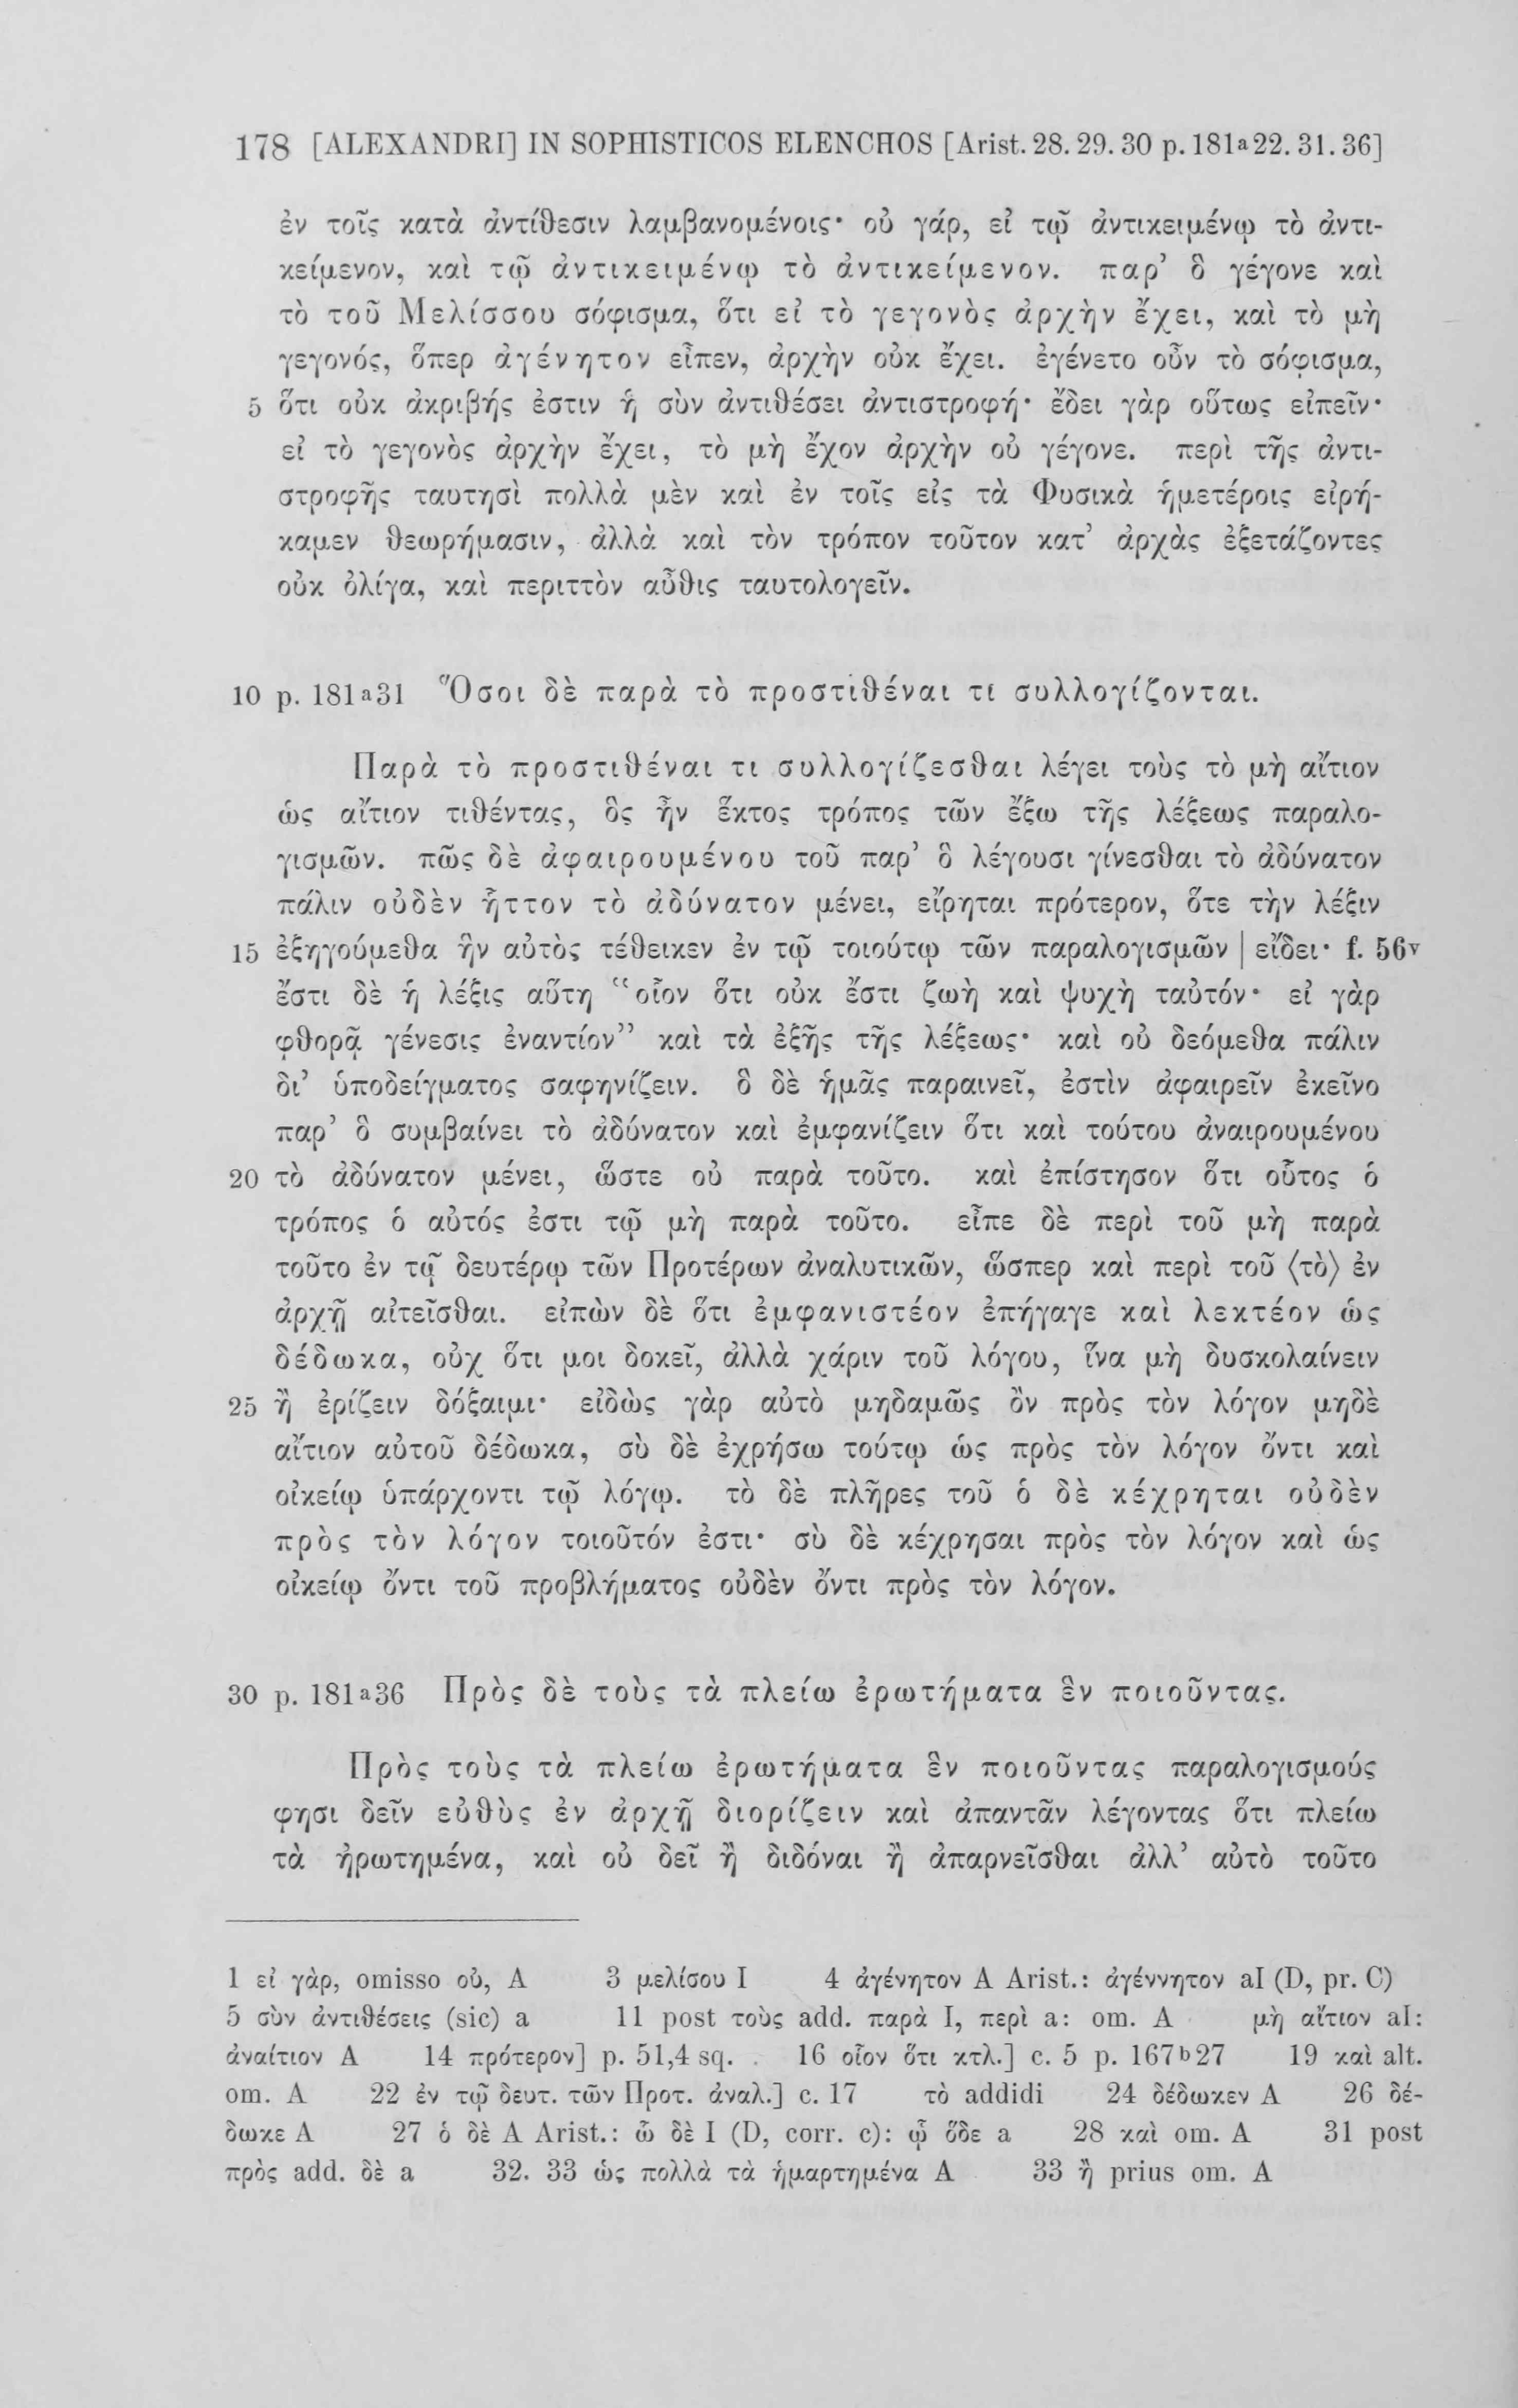 178 [ALEXANDRI] IN SOPHISTICOS ELENCHOS [Arist. 28. 29. 30 p. 181a22. 31. 36]
ἐν τοῖς κατὰ ἀντίθεσιν λαμβανομένοις· οὐ γάρ, εἰ τῷ ἀντικειμένῳ τὸ ἀντι-
κείμενον, καὶ τῷ ἀντικειμένῳ τὸ ἀντικείμενον. παρ’ ὃ γέγονε καὶ
τὸ τοῦ Μελίσσου σόφισμα, ὅτι εἰ τὸ γεγονὸς ἀρχὴν ἔχει, καὶ τὸ μὴ
γεγονός, ὅπερ ἀγένητον εἶπεν, ἀρχὴν οὐκ ἔχει. ἐγένετο οὖν τὸ σόφισμα,
5 ὅτι οὐκ ἀκριβής ἐστιν ἡ σὺν ἀντιθέσει ἀντιστροφή· ἔδει γὰρ οὕτως εἰπεῖν·
εἰ τὸ γεγονὸς ἀρχὴν ἔχει, τὸ μὴ ἔχον ἀρχὴν οὐ γέγονε. περὶ τῆς ἀντι-
στροφῆς ταυτησὶ πολλὰ μὲν καὶ ἐν τοῖς εἰς τὰ Φυσικὰ ἡμετέροις εἰρή-
καμεν θεωρήμασιν, ἀλλὰ καὶ τὸν τρόπον τοῦτον κατ’ ἀρχὰς ἐξετάζοντες
οὐκ ὀλίγα, καὶ περιττὸν αὖθις ταυτολογεῖν.
10 p. 181a31 Ὅσοι δὲ παρὰ τὸ προστιθέναι τι συλλογίζονται.
Παρὰ τὸ προστιθέναι τι συλλογίζεσθαι λέγει τοὺς τὸ μὴ αἴτιον
ὡς αἴτιον τιθέντας, ὃς ἦν ἕκτος τρόπος τῶν ἔξω τῆς λέξεως παραλο-
γισμῶν. πῶς δὲ ἀφαιρουμένου τοῦ παρ’ ὃ λέγουσι γίνεσθαι τὸ ἀδύνατον
πάλιν οὐδὲν ἧττον τὸ ἀδύνατον μένει, εἴρηται πρότερον, ὅτε τὴν λέξιν
15 ἐξηγούμεθα ἣν αὐτὸς τέθεικεν ἐν τῷ τοιούτῳ τῶν παραλογισμῶν | εἴδει· f. 56v
ἔστι δὲ ἡ λέξις αὕτη “οἷον ὅτι οὐκ ἔστι ζωὴ καὶ ψυχὴ ταὐτόν· εἰ γὰρ
φθορᾷ γένεσις ἐναντίον” καὶ τὰ ἑξῆς τῆς λέξεως· καὶ οὐ δεόμεθα πάλιν
δι’ ὑποδείγματος σαφηνίζειν. ὃ δὲ ἡμᾶς παραινεῖ, ἐστὶν ἀφαιρεῖν ἐκεῖνο
παρ’ ὃ συμβαίνει τὸ ἀδύνατον καὶ ἐμφανίζειν ὅτι καὶ τούτου ἀναιρουμένου
20 τὸ ἀδύνατον μένει, ὥστε οὐ παρὰ τοῦτο. καὶ ἐπίστησον ὅτι οὗτος ὁ
τρόπος ὁ αὐτός ἐστι τῷ μὴ παρὰ τοῦτο. εἶπε δὲ περὶ τοῦ μὴ παρὰ
τοῦτο ἐν τῷ δευτέρῳ τῶν Προτέρων ἀναλυτικῶν, ὥσπερ καὶ περὶ τοῦ ⟨τὸ⟩ ἐν
ἀρχῇ αἰτεῖσθαι. εἰπὼν δὲ ὅτι ἐμφανιστέον ἐπήγαγε καὶ λεκτέον ὡς
δέδωκα, οὐχ ὅτι μοι δοκεῖ, ἀλλὰ χάριν τοῦ λόγου, ἵνα μὴ δυσκολαίνειν
25 ἢ ἐρίζειν δόξαιμι· εἰδὼς γὰρ αὐτὸ μηδαμῶς ὂν πρὸς τὸν λόγον μηδὲ
αἴτιον αὐτοῦ δέδωκα, σὺ δὲ ἐχρήσω τούτῳ ὡς πρὸς τὸν λόγον ὄντι καὶ
οἰκείῳ ὑπάρχοντι τῷ λόγῳ. τὸ δὲ πλῆρες τοῦ ὁ δὲ κέχρηται οὐδὲν
πρὸς τὸν λόγον τοιοῦτόν ἐστι· σὺ δὲ κέχρησαι πρὸς τὸν λόγον καὶ ὡς
οἰκείῳ ὄντι τοῦ προβλήματος οὐδὲν ὄντι πρὸς τὸν λόγον.
30 p. 181a36 Πρὸς δὲ τοὺς τὰ πλείω ἐρωτήματα ἓν ποιοῦντας.
Πρὸς τοὺς τὰ πλείω ἐρωτήματα ἓν ποιοῦντας παραλογισμούς
φησι δεῖν εὐθὺς ἐν ἀρχῇ διορίζειν καὶ ἀπαντᾶν λέγοντας ὅτι πλείω
τὰ ἠρωτημένα, καὶ οὐ δεῖ ἢ διδόναι ἢ ἀπαρνεῖσθαι ἀλλ’ αὐτὸ τοῦτο
1 εἰ γὰρ, omisso οὐ, A 3 μελίσου I 4 ἀγένητον A Arist.: ἀγέννητον aI (D, pr. C)
5 σὺν ἀντιθέσεις (sic) a 11 post τοὺς add. παρὰ I, περὶ a: om. A μὴ αἴτιον aI:
ἀναίτιον A 14 πρότερον] p. 51,4 sq. 16 οἷον ὅτι κτλ.] c. 5 p. 167b27 19 καὶ alt.
om. A 22 ἐν τῷ δευτ. τῶν Προτ. ἀναλ.] c. 17 τὸ addidi 24 δέδωκεν A 26 δέ-
δωκε A 27 ὁ δὲ A Arist.: ὦ δὲ I (D, corr. c): ᾧ ὅδε a 28 καὶ om. A 31 post
πρὸς add. δὲ a 32. 33 ὡς πολλὰ τὰ ἡμαρτημένα A 33 ἢ prius om. A